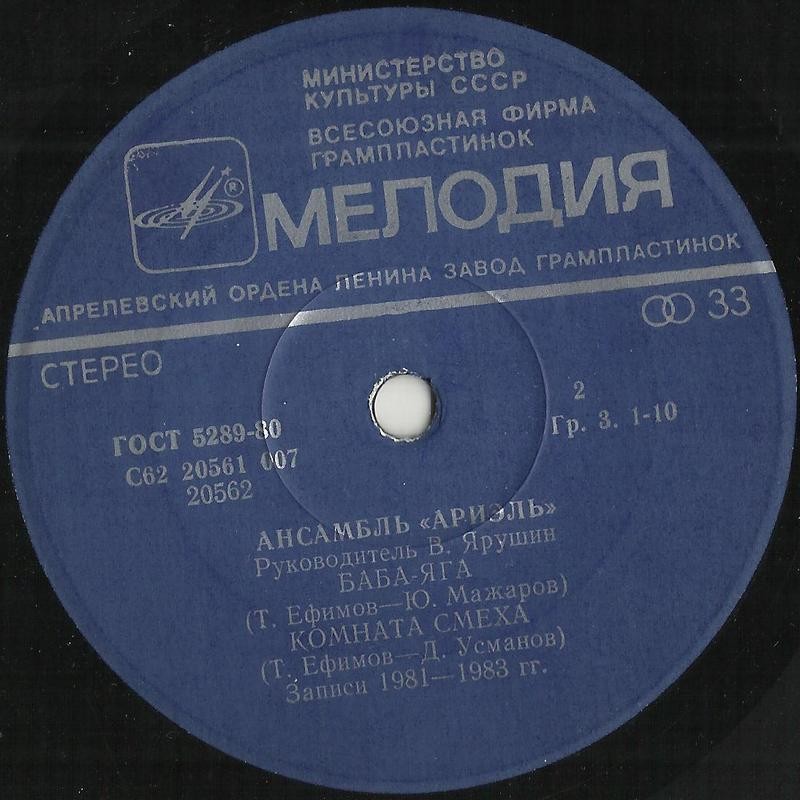 МИНИСТЕРСТВО
КУЛЬТУРЫ СССР
ВСЕСОЮЗНАЯ ФИРМА
ГРАМПЛАСТИНОК
®
МЕЛОДИЯ
АПРЕЛЕВСКИЙ ОРДЕНА ЛЕНИНА ЗАВОД ГРАМПЛАСТИНОК
СТЕРЕО
33
ГОСТ 5289-80
С62 20561 007
20562
2
Гр. 3. 1-10
АНСАМБЛЬ «АРИЭЛЬ»
Руководитель В. Ярушин
БАБА-ЯГА
(Т. Ефимов—Ю. Мажаров)
КОМНАТА СМЕХА
(Т. Ефимов—Д. Усманов)
Записи 1981—1983 гг.